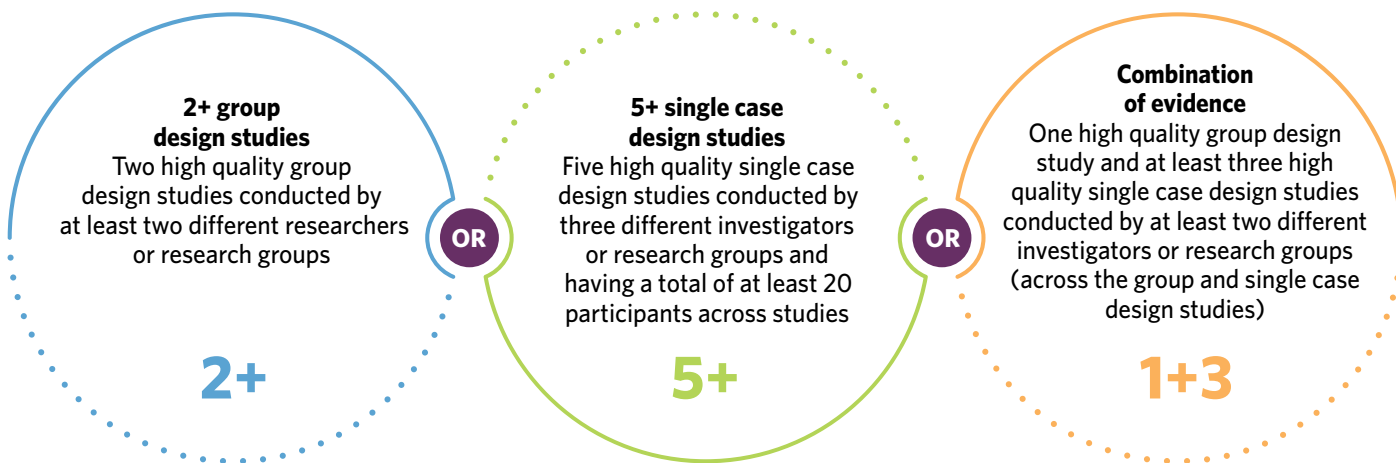 2+ group
design studies
Two high quality group
design studies conducted by
at least two different researchers
or research groups
2+
OR
5+ single case
design studies
Five high quality single case
design studies conducted by
three different investigators
or research groups and
having a total of at least 20
participants across studies
5+
OR
Combination
of evidence
One high quality group design
study and at least three high
quality single case design studies
conducted by at least two different
investigators or research groups
(across the group and single case
design studies)
1+3